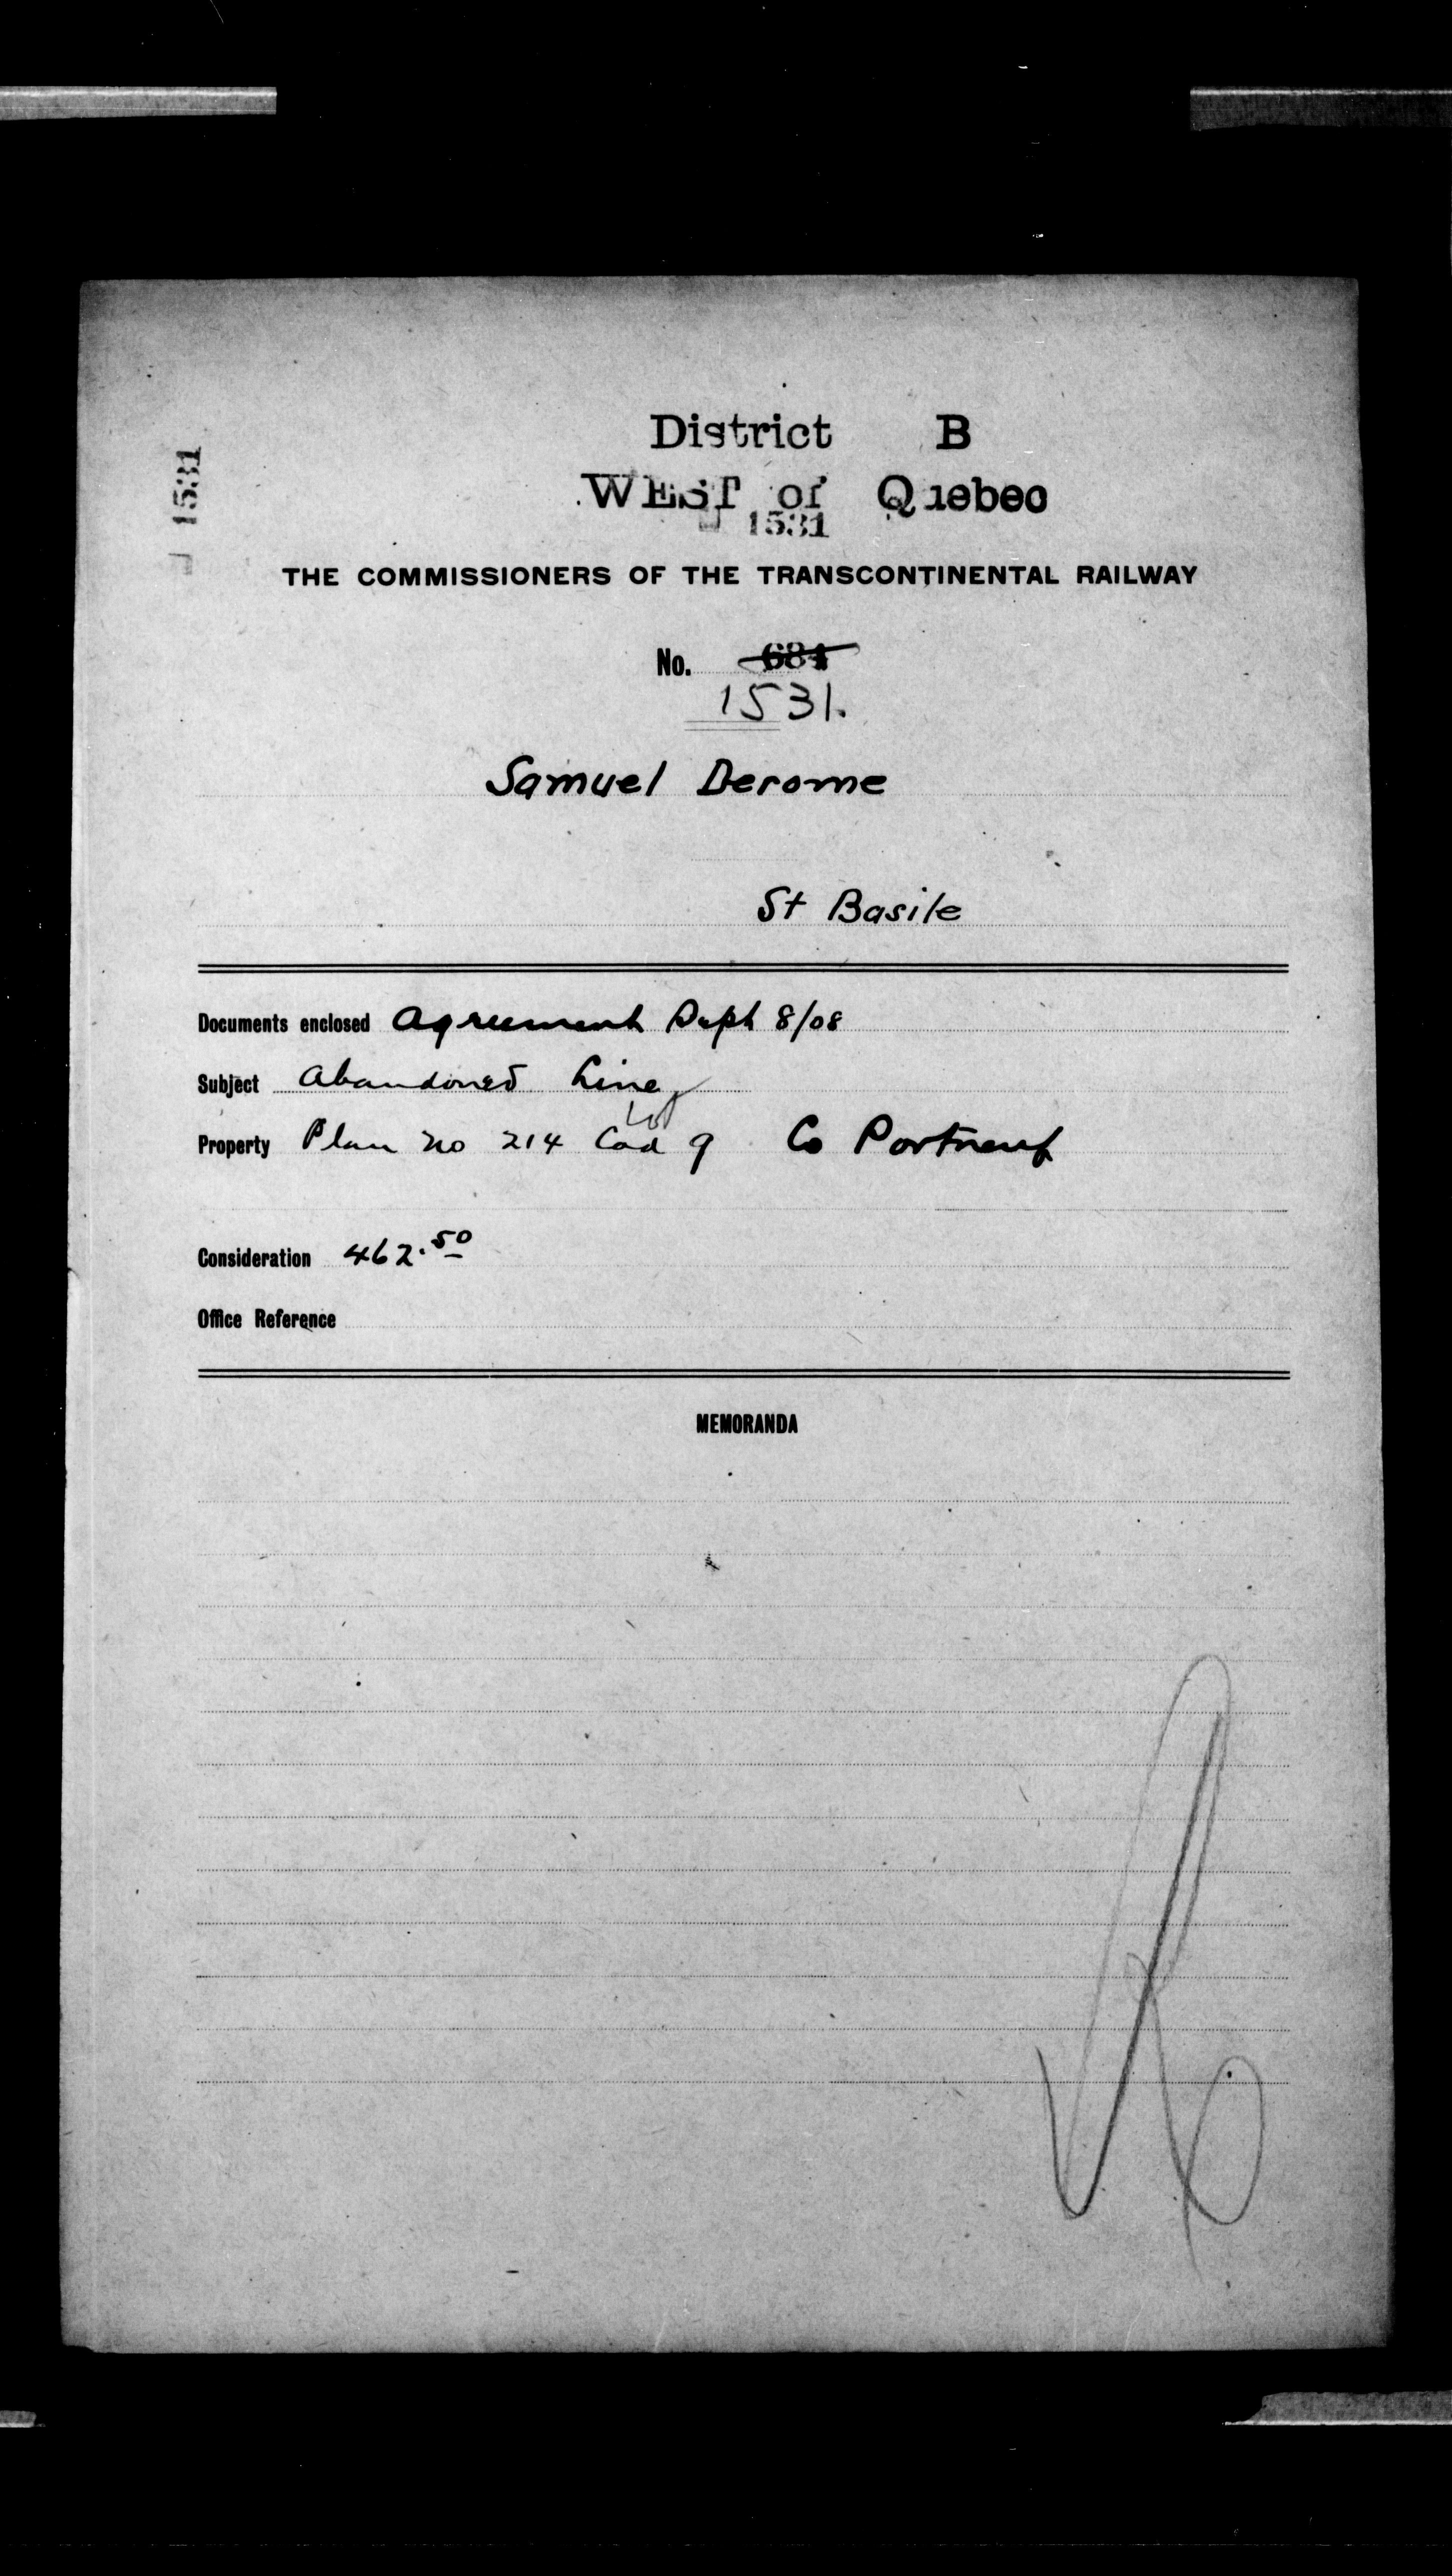 District B
WEST of Quebec
1531
1531
THE COMMISSIONERS OF THE TRANSCONTINENTAL RAILWAY
No. 684
1531.
Samuel Derome
St Basile
Documents enclosed Agreement Sept 8/08
Subject Abandoned Line
Lot
Property Plan No 214 Cad 9 Co Portneuf
Consideration 462.50
Office Reference
MEMORANDA